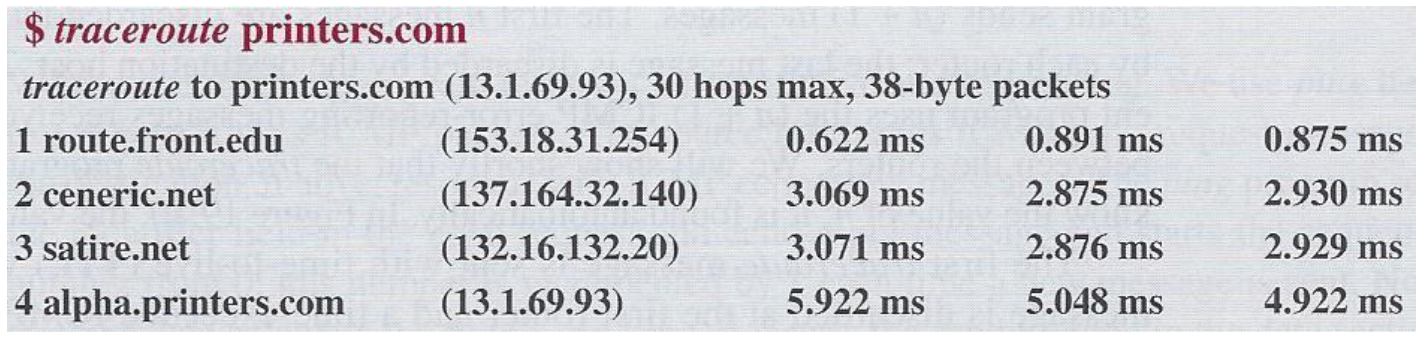 $ traceroute printers.com
traceroute to printers.com (13.1.69.93), 30 hops max, 38-byte packets
1 route.front.edu (153.18.31.254) 0.622 ms 0.891 ms 0.875 ms
2 ceneric.net (137.164.32.140) 3.069 ms 2.875 ms 2.930 ms
3 satire.net (132.16.132.20) 3.071 ms 2.876 ms 2.929 ms
4 alpha.printers.com (13.1.69.93) 5.922 ms 5.048 ms 4.922 ms